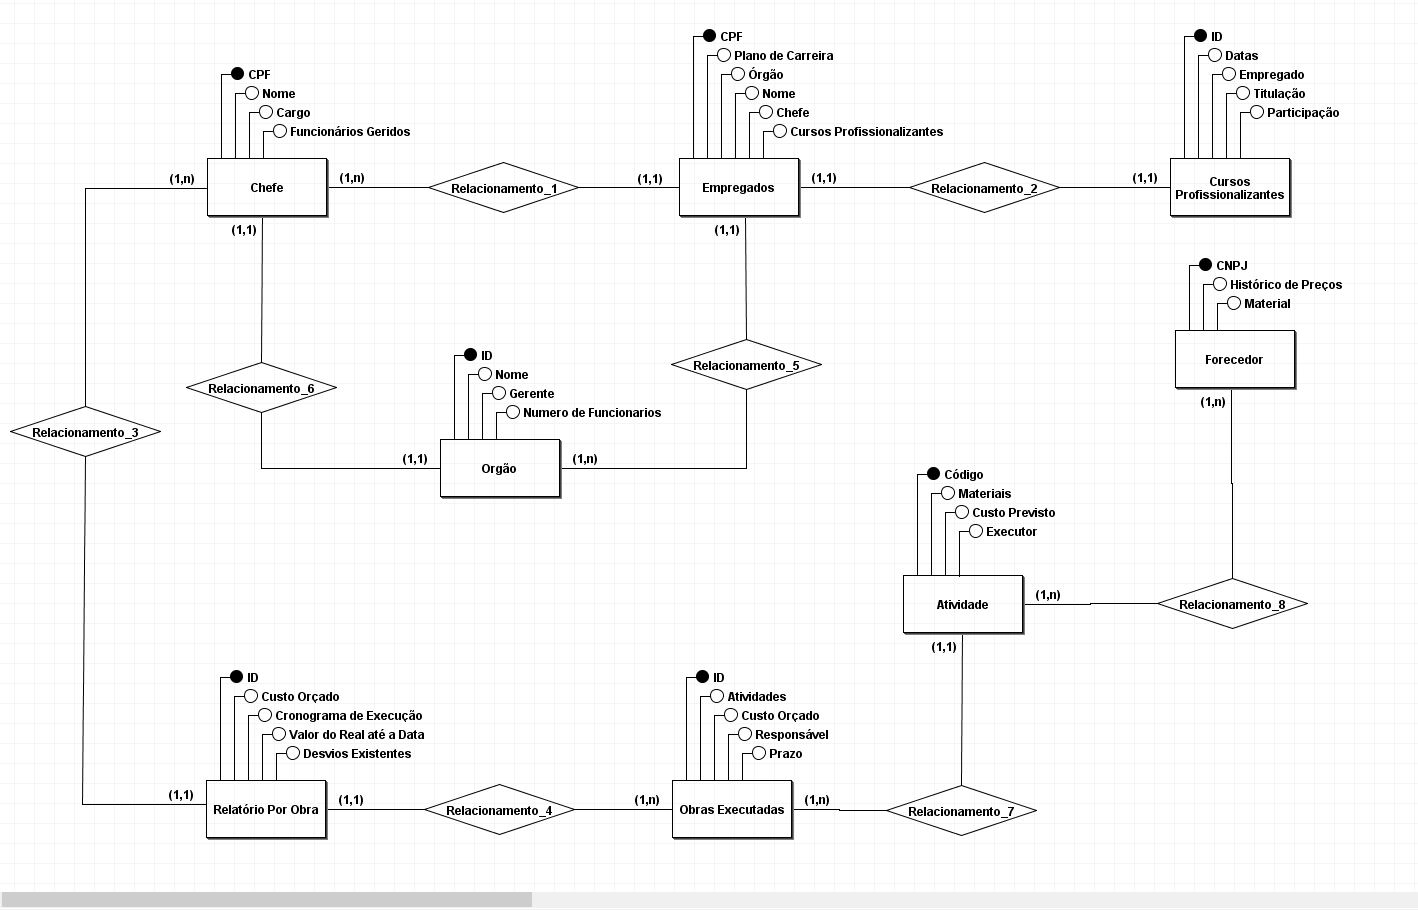 CPF
Nome
Cargo
Funcionários Geridos
Chefe
(1,n)
(1,n)
(1,1)
Relacionamento_1
(1,1)
CPF
Plano de Carreira
Órgão
Nome
Chefe
Cursos Profissionalizantes
Empregados
(1,1)
(1,1)
Relacionamento_2
(1,1)
ID
Datas
Empregado
Titulação
Participação
Cursos
Profissionalizantes
CNPJ
Histórico de Preços
Material
Forecedor
(1,n)
Relacionamento_6
Relacionamento_5
Relacionamento_3
ID
Nome
Gerente
Numero de Funcionarios
(1,1)
Orgão
(1,n)
Código
Materiais
Custo Previsto
Executor
Atividade
(1,n)
(1,1)
Relacionamento_8
ID
Custo Orçado
Cronograma de Execução
Valor do Real até a Data
Desvios Existentes
(1,1)
Relatório Por Obra
(1,1)
Relacionamento_4
(1,n)
ID
Atividades
Custo Orçado
Responsável
Prazo
Obras Executadas
(1,n)
Relacionamento_7